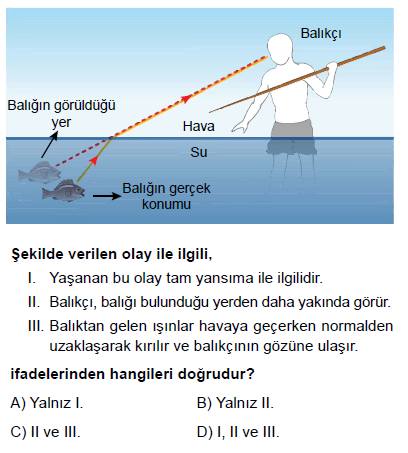 Balıkçı
Balığın görüldüğü
yer
Hava
Su
Balığın gerçek
konumu
Şekilde verilen olay ile ilgili,
I. Yaşanan bu olay tam yansıma ile ilgilidir.
II. Balıkçı, balığı bulunduğu yerden daha yakında görür.
III. Balıktan gelen ışınlar havaya geçerken normalden
uzaklaşarak kırılır ve balıkçının gözüne ulaşır.
ifadelerinden hangileri doğrudur?
A) Yalnız I. B) Yalnız II.
C) II ve III. D) I, II ve III.